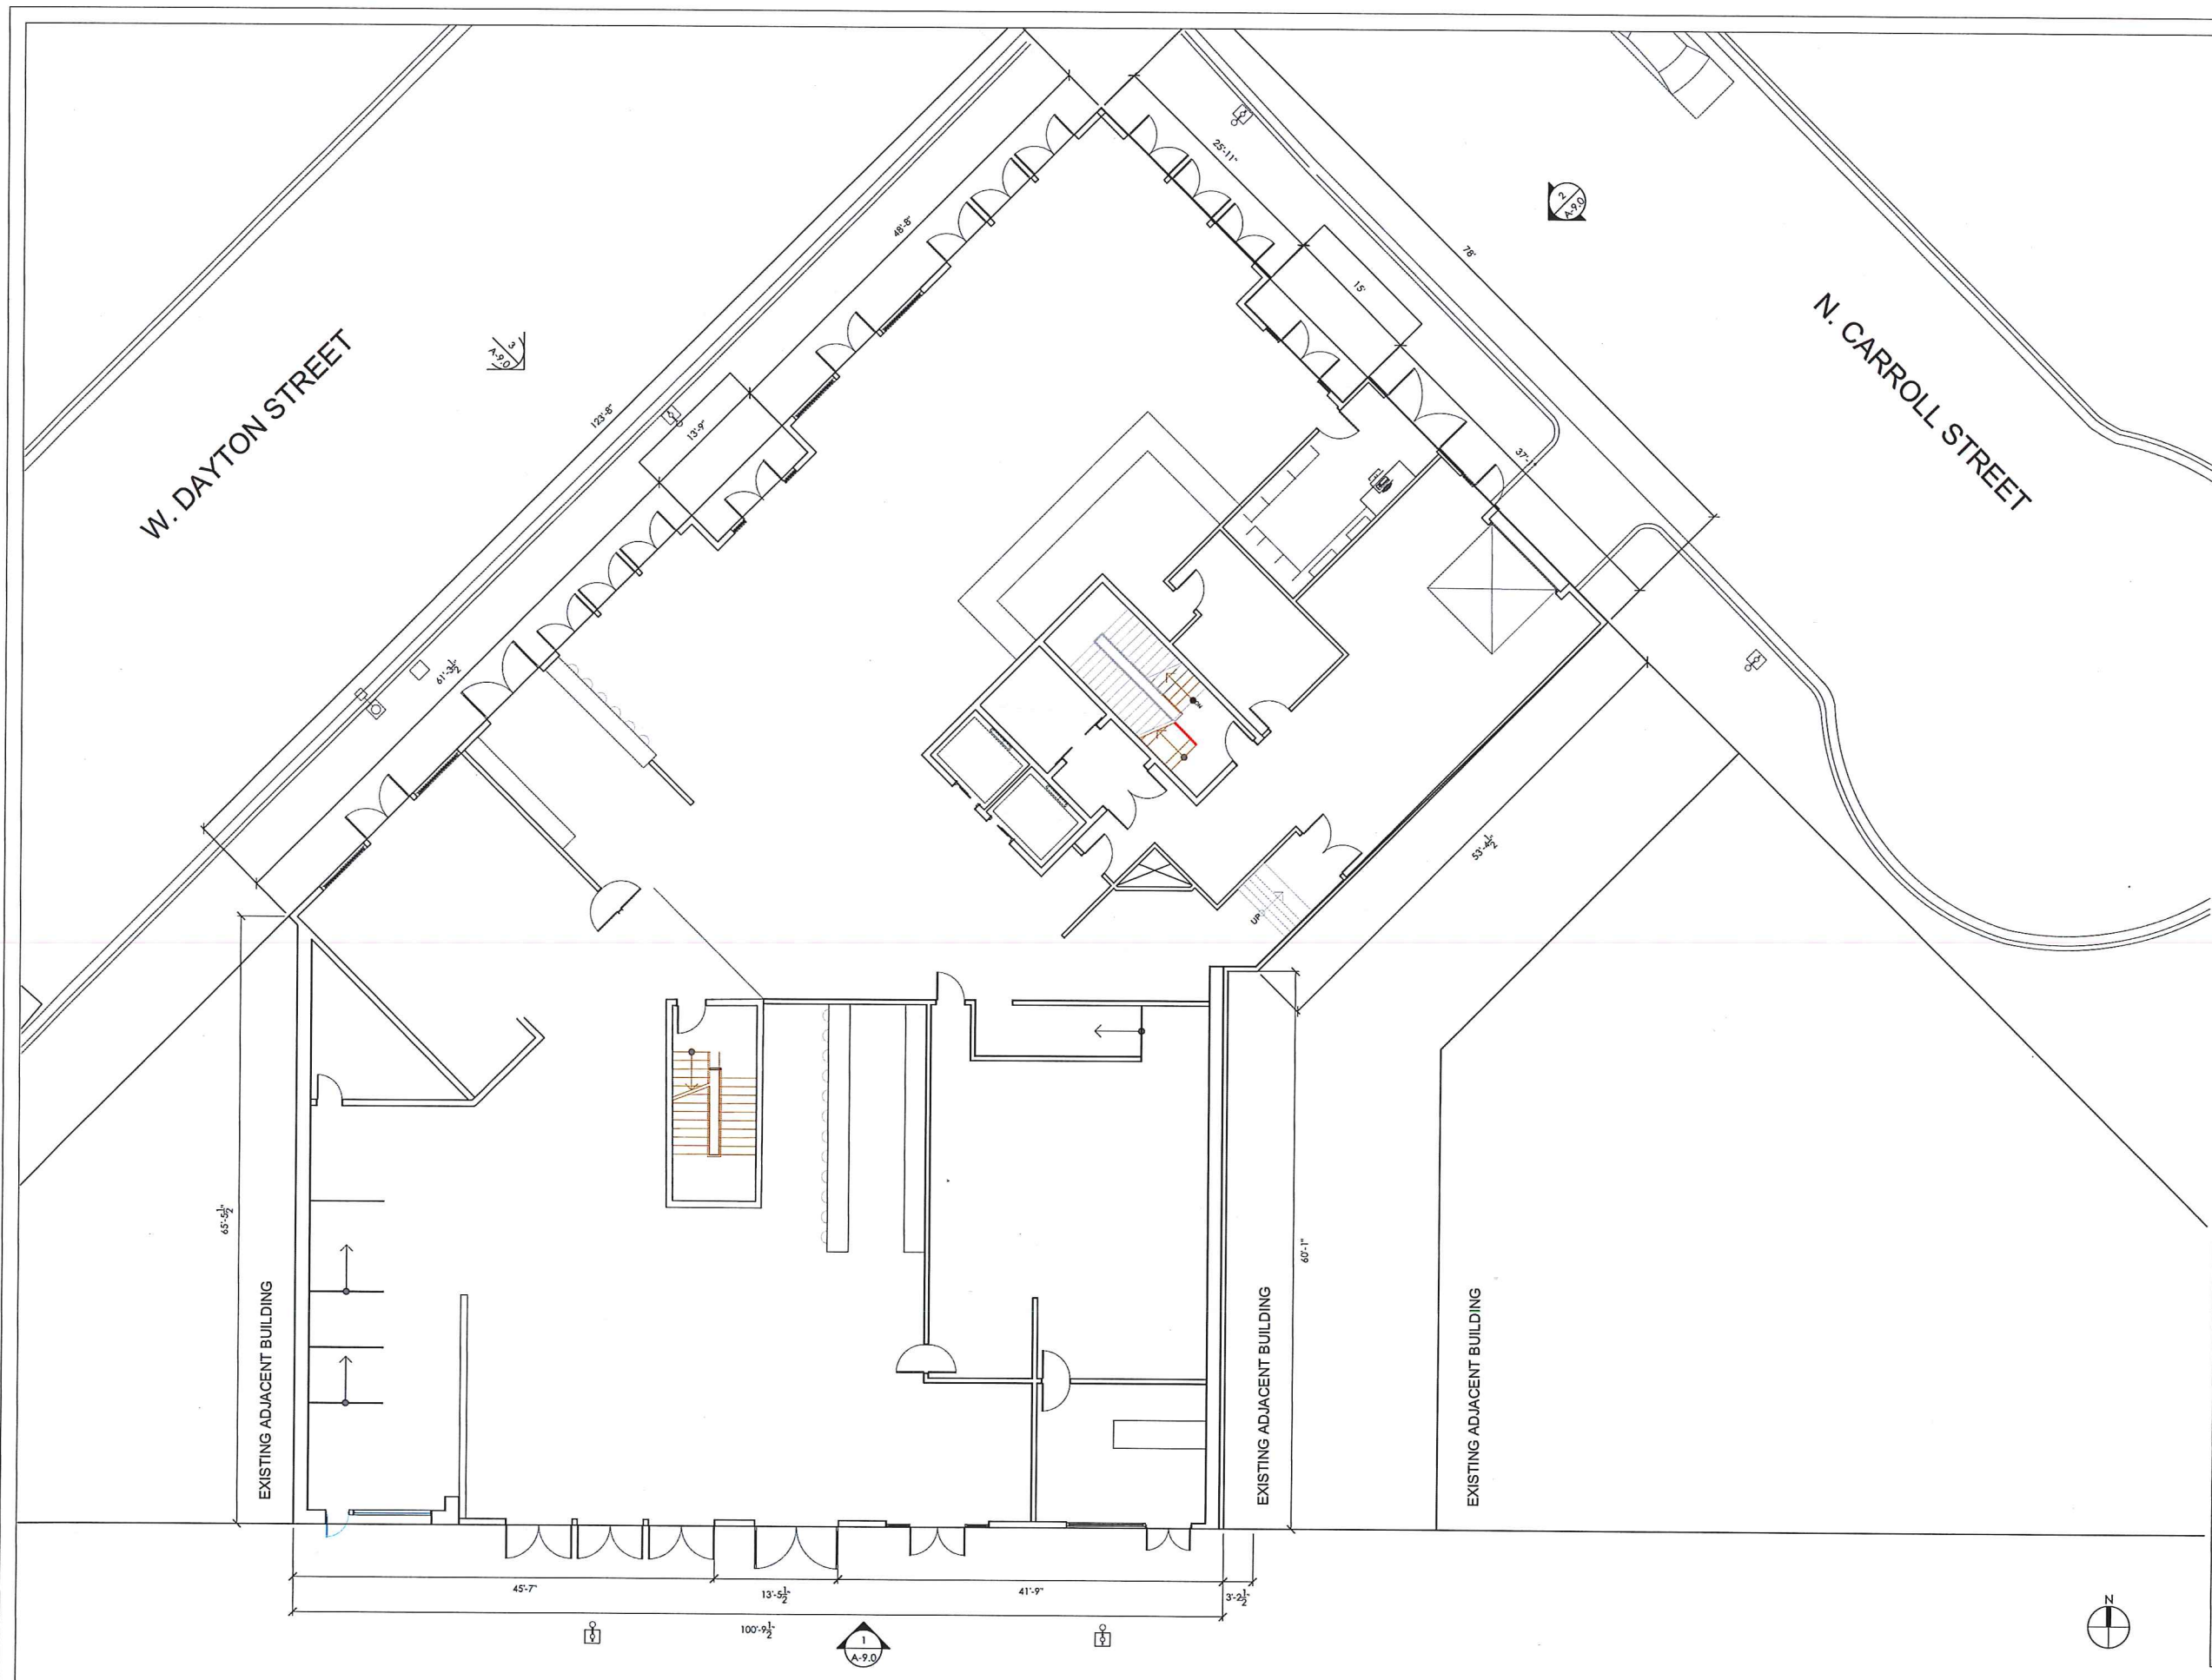 25'-11"
2
A-9.0
48'-8"
78'
15'
N. CARROLL STREET
3
A-9.0
W. DAYTON STREET
123'-8"
13'-9"
61'-3½"
DN
53'-4½"
UP
65'-5½"
60'-1"
EXISTING ADJACENT BUILDING
EXISTING ADJACENT BUILDING
EXISTING ADJACENT BUILDING
45'-7"
13'-5½"
41'-9"
3'-2½"
100'-9½"
1
A-9.0
N